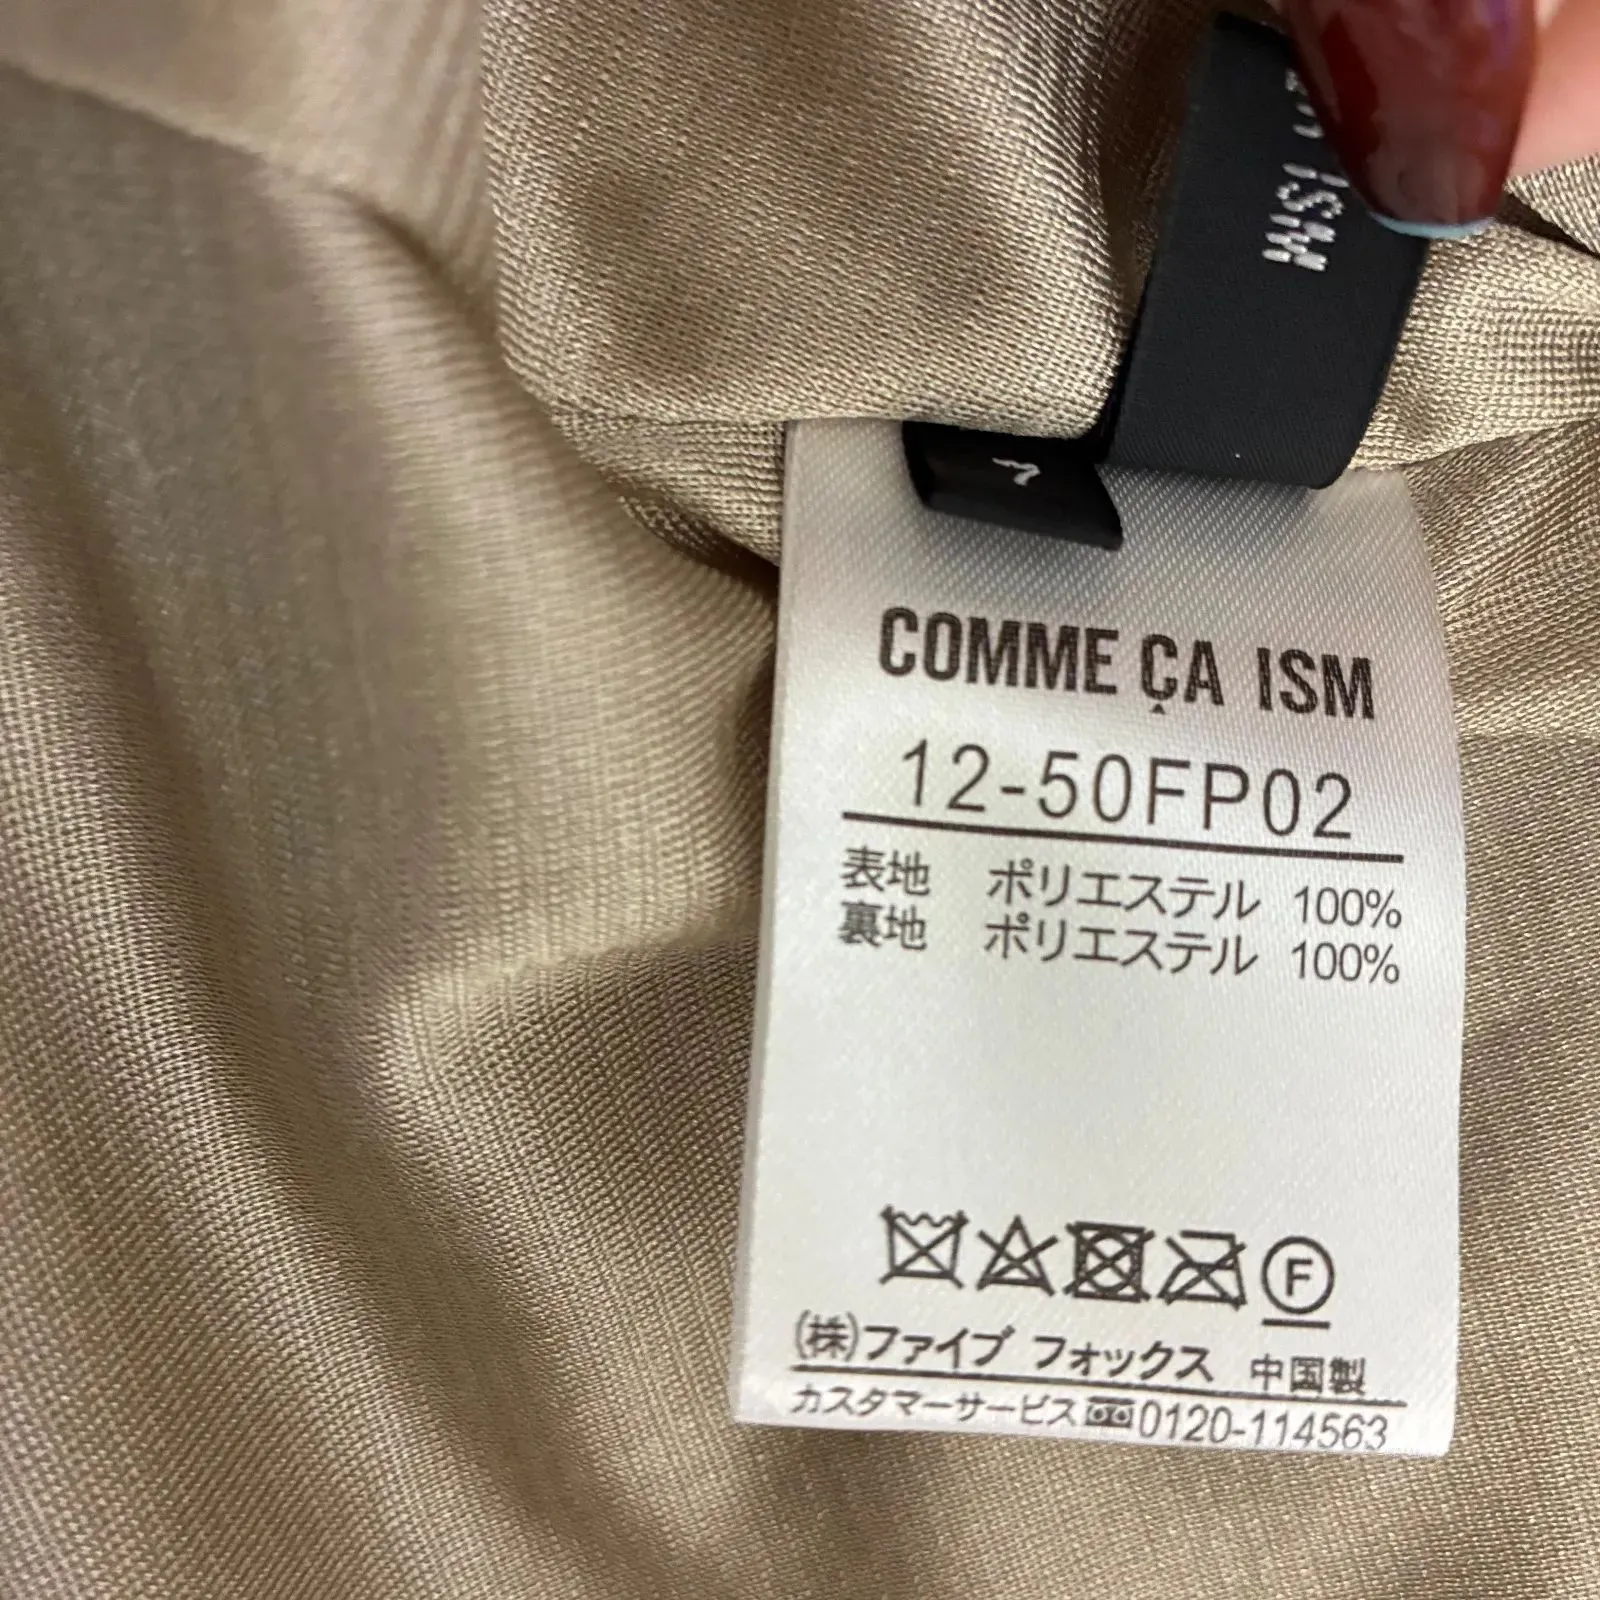 ISM
7
COMME ÇA ISM
12-50FP02
表地 ポリエステル 100%
裏地 ポリエステル 100%
F
(株)ファイブ フォックス 中国製
カスタマーサービス 0120-114563